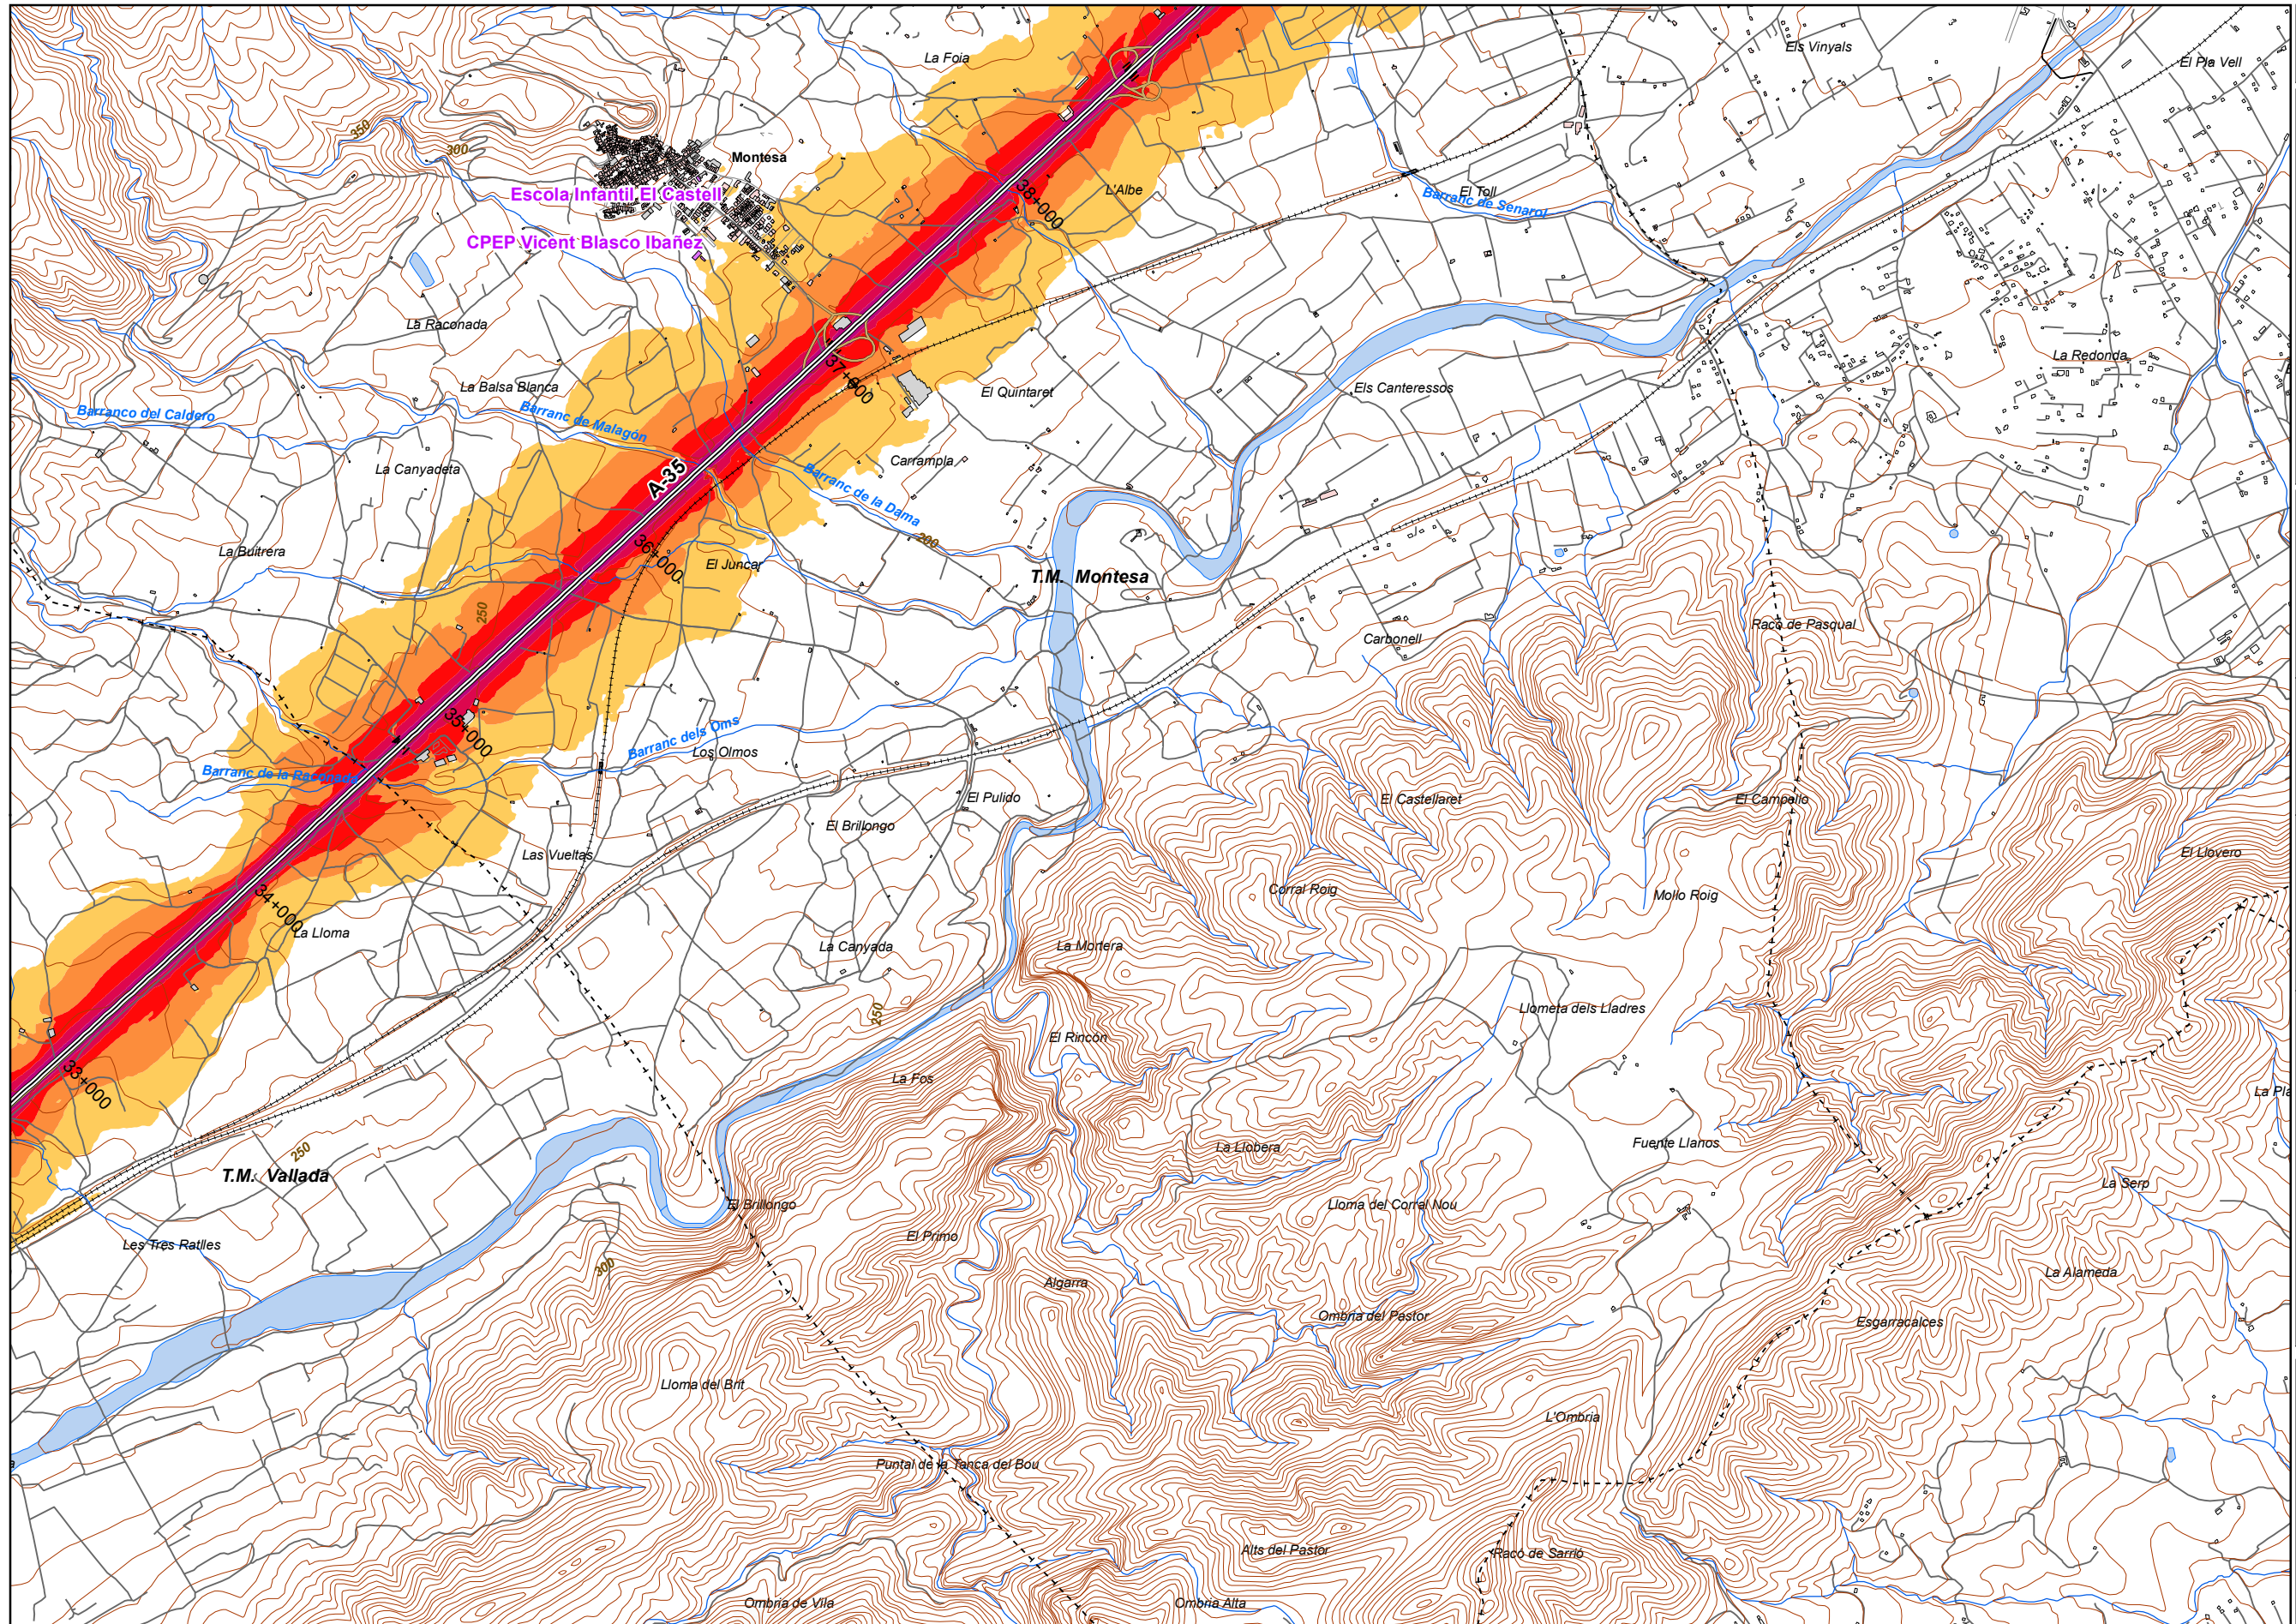 La Foia
Els Vinyals
El Pla Vell
350
300
Montesa
Escola Infantil El Castell
L'Albe
38+000
El Toll
Barranc de Senarol
CPEP Vicent Blasco Ibañez
La Raconada
La Redonda
37+000
La Balsa Blanca
El Quintaret
Els Canteressos
Barranco del Caldero
Barranc de Malagón
La Canyadeta
A-35
Carrampla
Barranc de la Dama
200
La Buitrera
36+000
El Juncar
T.M. Montesa
250
Carbonell
Racó de Pasqual
35+000
Barranc dels Oms
Los Olmos
Barranc de la Raconada
El Pulido
El Castellaret
El Campello
El Brillongo
Las Vueltas
El Llovero
34+000
Corral Roig
Mollo Roig
La Lloma
La Canyada
La Mortera
250
Llometa dels Lladres
El Rincón
33+000
La Fos
La Pla
250
La Llobera
Fuente Llanos
T.M. Vallada
La Serp
El Brillongo
Lloma del Corral Nou
Les Tres Ratlles
El Primo
300
Algarra
La Alameda
Ombria del Pastor
Esgarracalces
Lloma del Brit
L'Ombria
Puntal de la Tanca del Bou
Alts del Pastor
Racó de Sarrió
Ombria de Vila
Ombria Alta